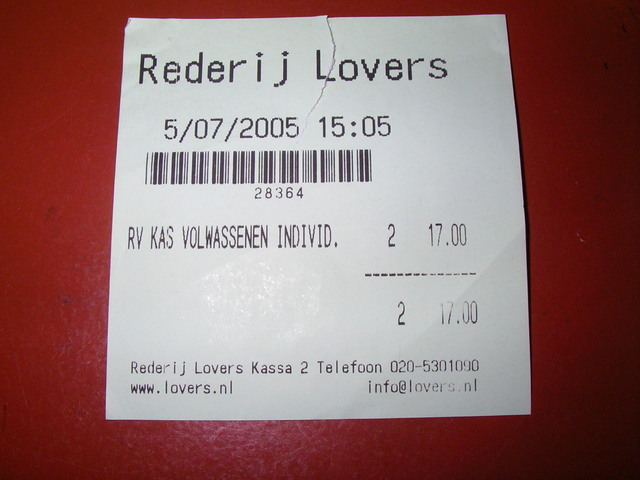 Rederij Lovers
5/07/2005 15:05
28364
RV KAS VOLWASSENEN INDIVID. 2 17.00
2 17.00
Rederij Lovers Kassa 2 Telefoon 020-5301090
www.lovers.nl info@lovers.nl